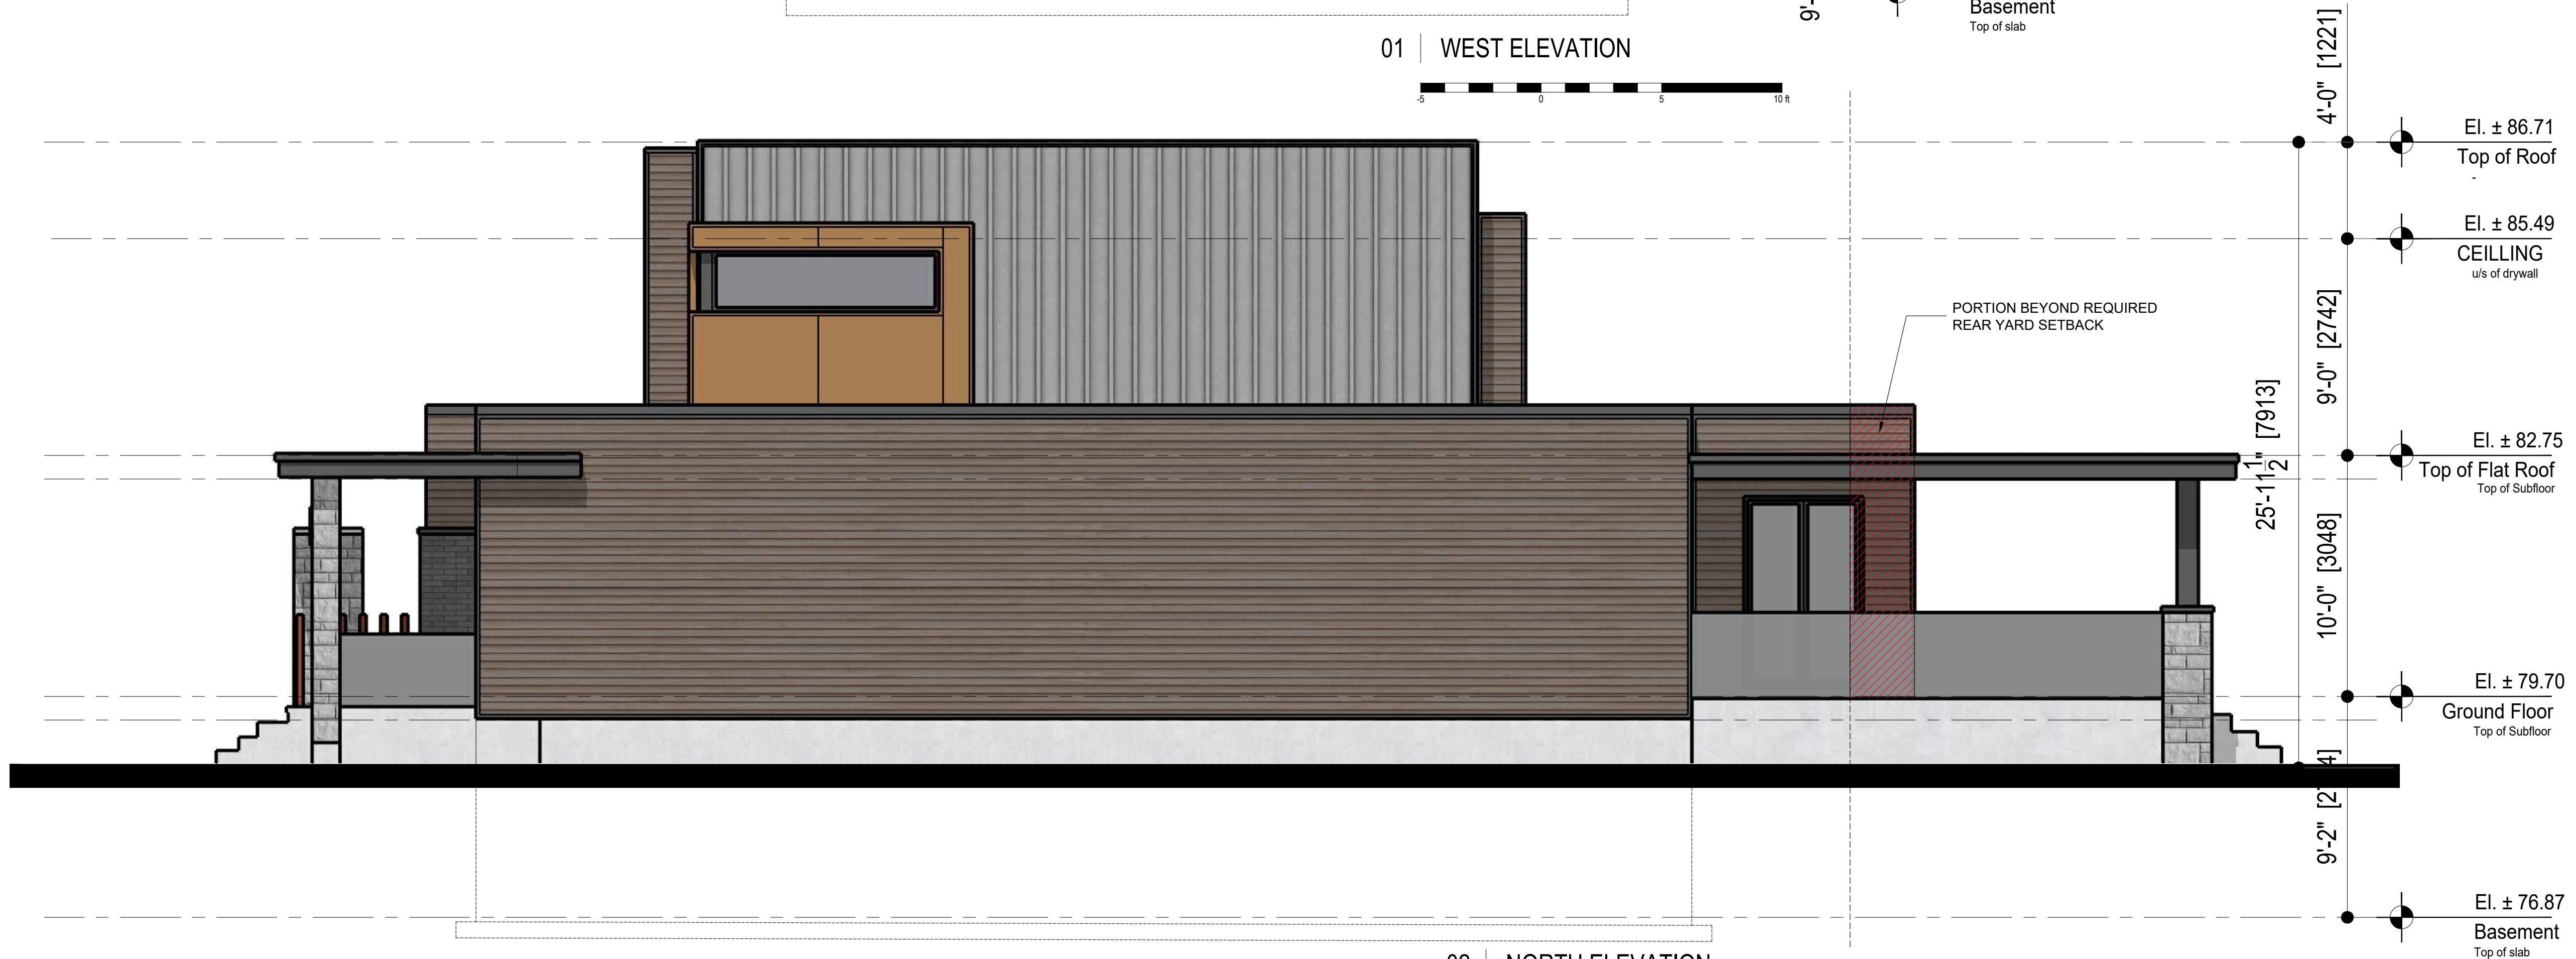 9'-
Basement
Top of slab
01 | WEST ELEVATION
-5 0 5 10 ft
4'-0" [1221]
El. ± 86.71
Top of Roof
-
El. ± 85.49
CEILLING
u/s of drywall
9'-0" [2742]
PORTION BEYOND REQUIRED
REAR YARD SETBACK
25'-11 1/2" [7913]
El. ± 82.75
Top of Flat Roof
Top of Subfloor
10'-0" [3048]
El. ± 79.70
Ground Floor
Top of Subfloor
9'-2"
El. ± 76.87
Basement
Top of slab
NORTH ELEVATION